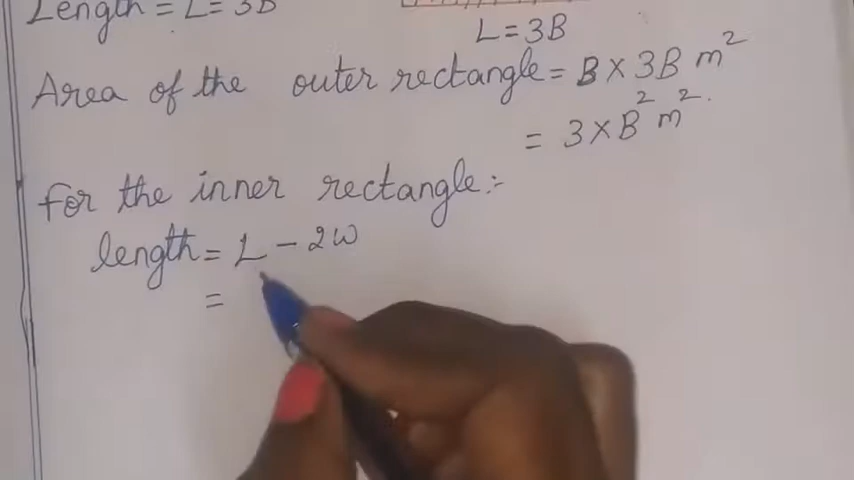 Length = L = 3B
L = 3B
Area of the outer rectangle = B × 3B m²
= 3 × B² m².
for the inner rectangle :-
length = L - 2w
=